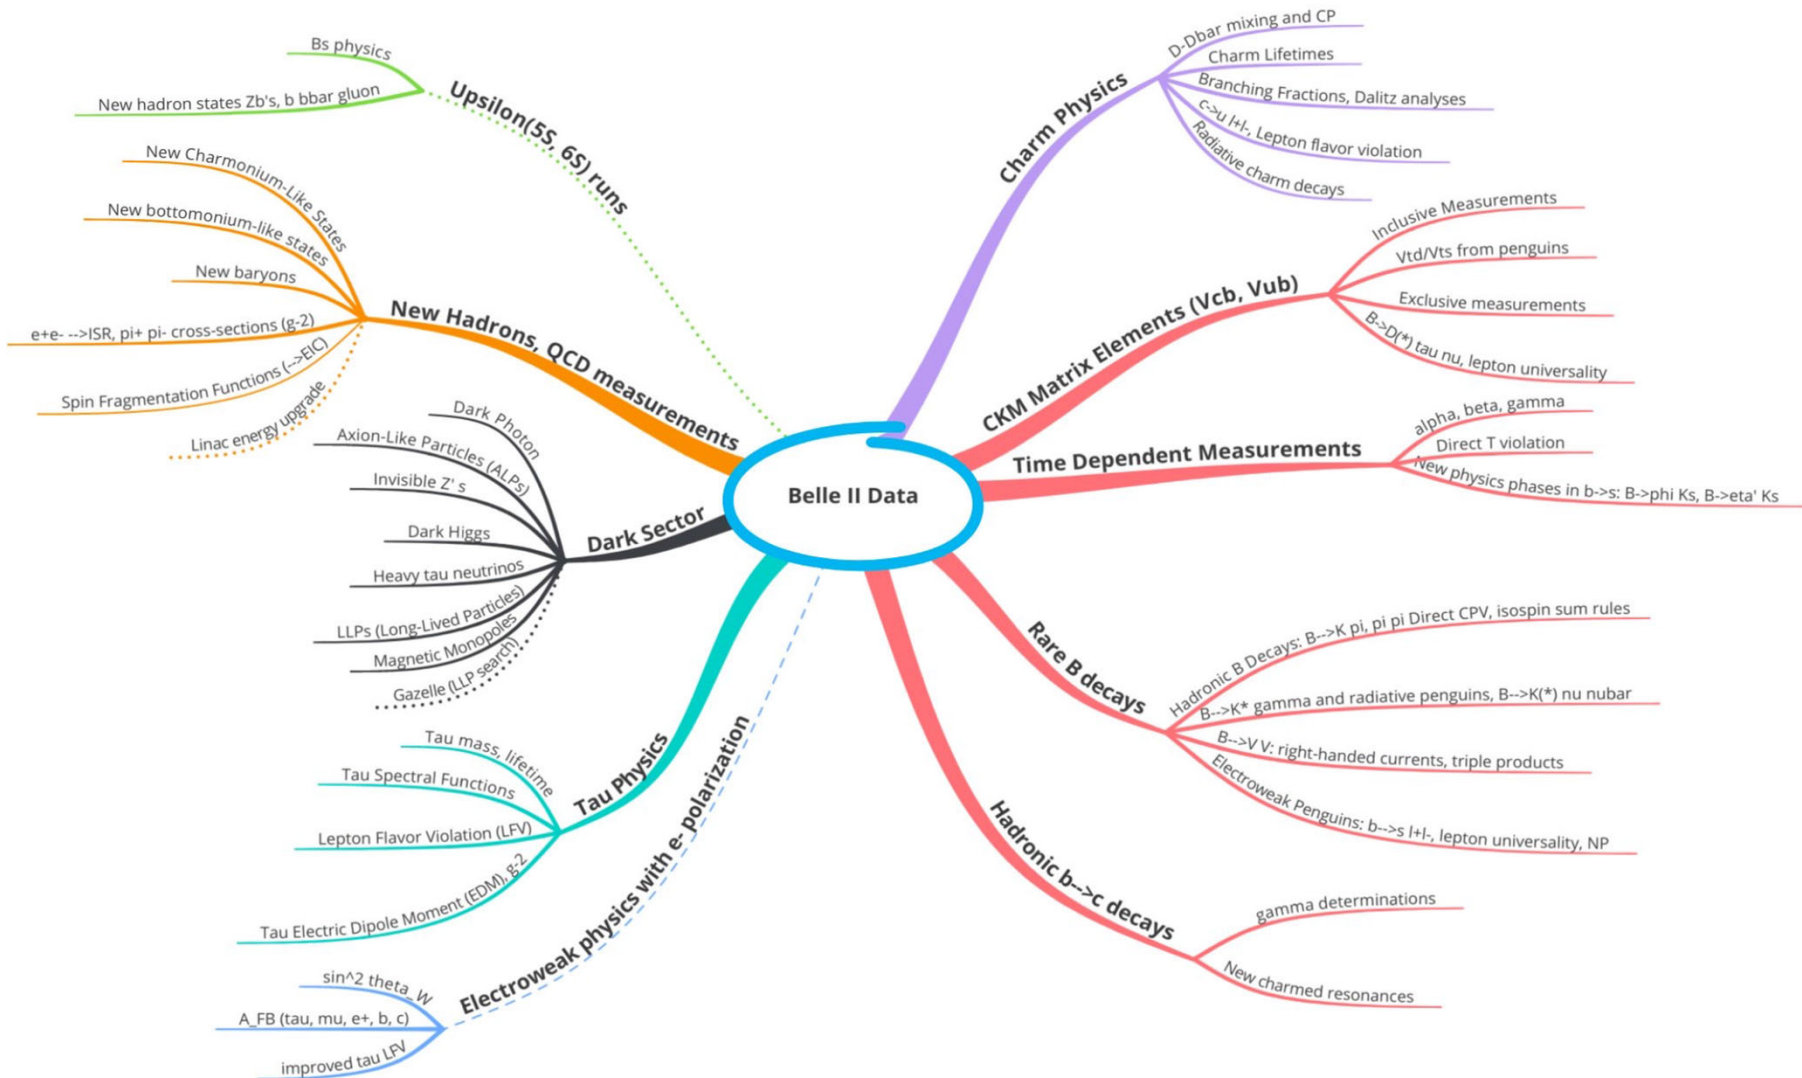 Belle II Data
Charm Physics
D-Dbar mixing and CP
Charm Lifetimes
Branching Fractions, Dalitz analyses
c->u l+l-, Lepton flavor violation
Radiative charm decays
CKM Matrix Elements (Vcb, Vub)
Inclusive Measurements
Vtd/Vts from penguins
Exclusive measurements
B->D(*) tau nu, lepton universality
Time Dependent Measurements
alpha, beta, gamma
Direct T violation
New physics phases in b->s: B->phi Ks, B->eta' Ks
Rare B decays
Hadronic B Decays: B-->K pi, pi pi Direct CPV, isospin sum rules
B-->K* gamma and radiative penguins, B-->K(*) nu nubar
B-->V V: right-handed currents, triple products
Electroweak Penguins: b-->s l+l-, lepton universality, NP
Hadronic b-->c decays
gamma determinations
New charmed resonances
Upsilon(5S, 6S) runs
Bs physics
New hadron states Zb's, b bbar gluon
New Hadrons, QCD measurements
New Charmonium-Like States
New bottomonium-like states
New baryons
e+e- -->ISR, pi+ pi- cross-sections (g-2)
Spin Fragmentation Functions (-->EIC)
Linac energy upgrade
Dark Sector
Dark Photon
Axion-Like Particles (ALPs)
Invisible Z' s
Dark Higgs
Heavy tau neutrinos
LLPs (Long-Lived Particles)
Magnetic Monopoles
Gazelle (LLP search)
Tau Physics
Tau mass, lifetime
Tau Spectral Functions
Lepton Flavor Violation (LFV)
Tau Electric Dipole Moment (EDM), g-2
Electroweak physics with e- polarization
sin^2 theta_W
A_FB (tau, mu, e+, b, c)
improved tau LFV